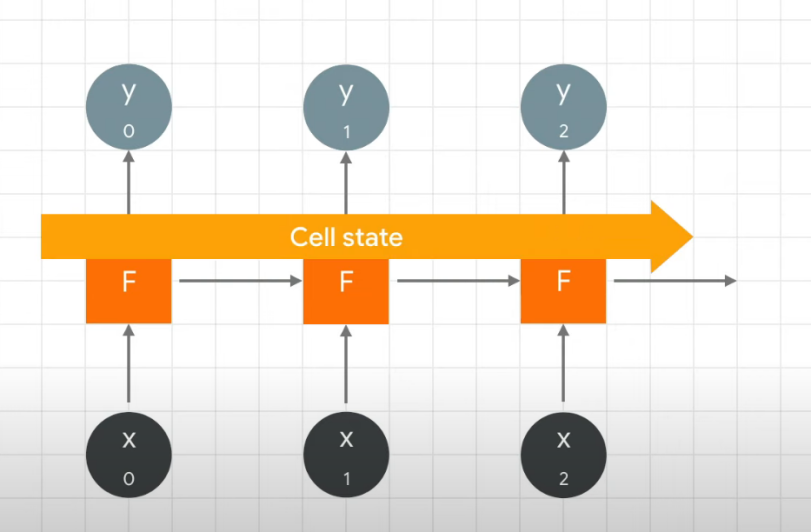 y y y
0 1 2
Cell state
F F F
x x x
0 1 2